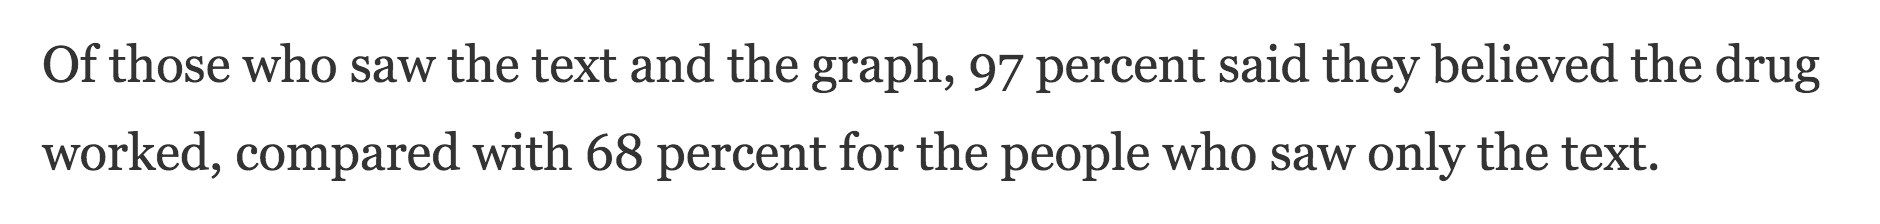 Of those who saw the text and the graph, 97 percent said they believed the drug
worked, compared with 68 percent for the people who saw only the text.